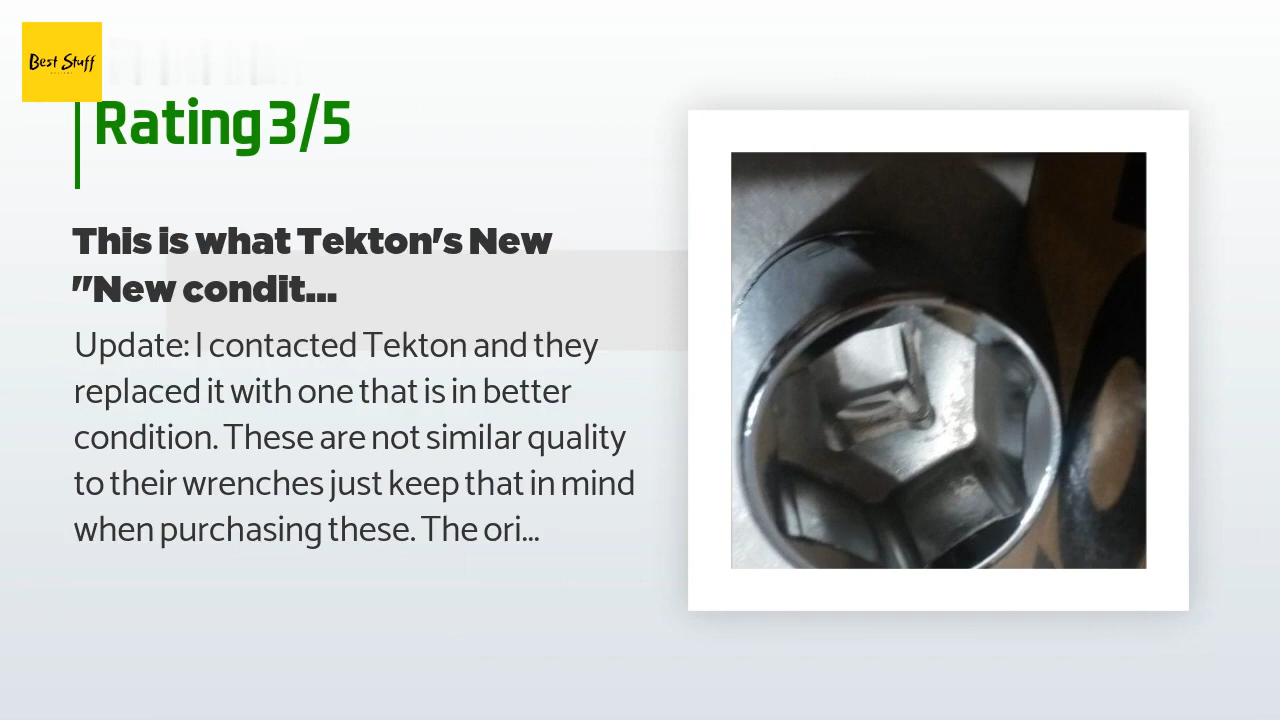 Best Stuff
Rating 3/5
This is what Tekton's New
"New condit...
Update: I contacted Tekton and they
replaced it with one that is in better
condition. These are not similar quality
to their wrenches just keep that in mind
when purchasing these. The ori...